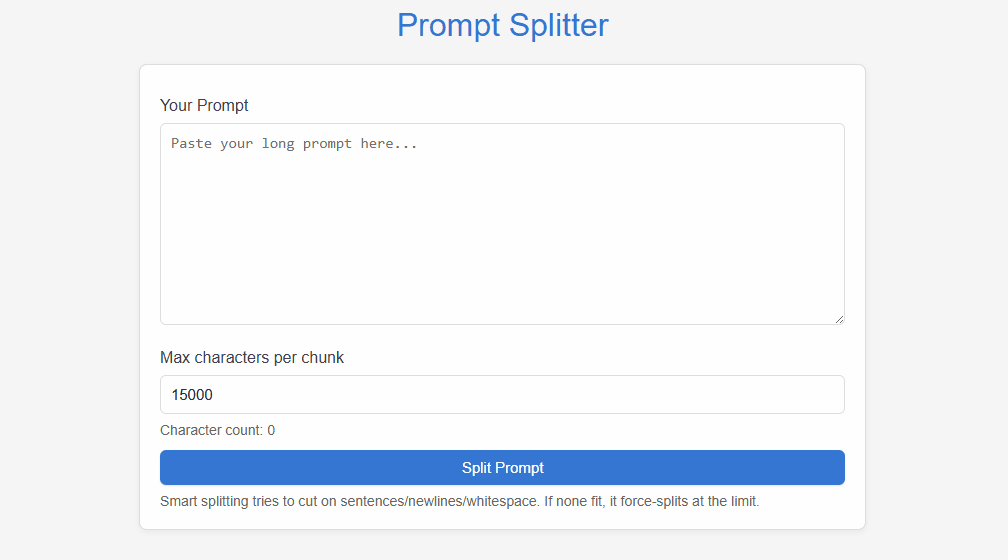 Prompt Splitter
Your Prompt
Paste your long prompt here...
Max characters per chunk
15000
Character count: 0
Split Prompt
Smart splitting tries to cut on sentences/newlines/whitespace. If none fit, it force-splits at the limit.